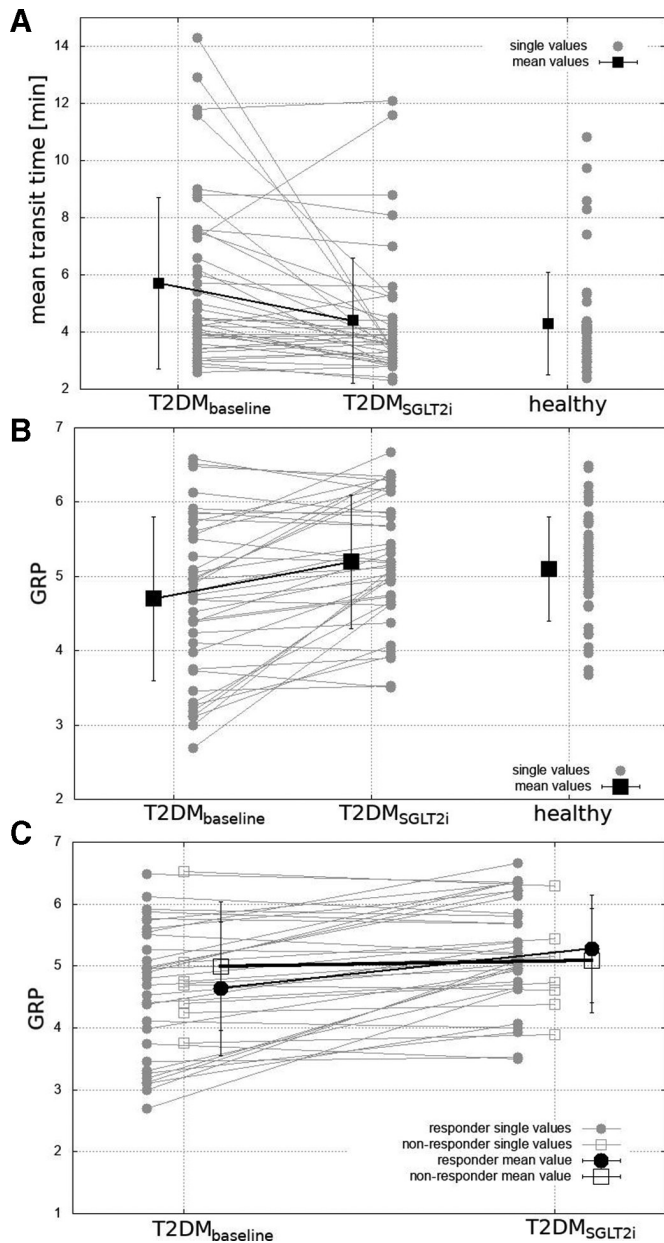 A
mean transit time [min]
14
12
10
8
6
4
2
single values
mean values
T2DMbaseline
T2DMSGLT2i
healthy
B
GRP
7
6
5
4
3
2
single values
mean values
T2DMbaseline
T2DMSGLT2i
healthy
C
GRP
7
6
5
4
3
2
1
responder single values
non-responder single values
responder mean value
non-responder mean value
T2DMbaseline
T2DMSGLT2i